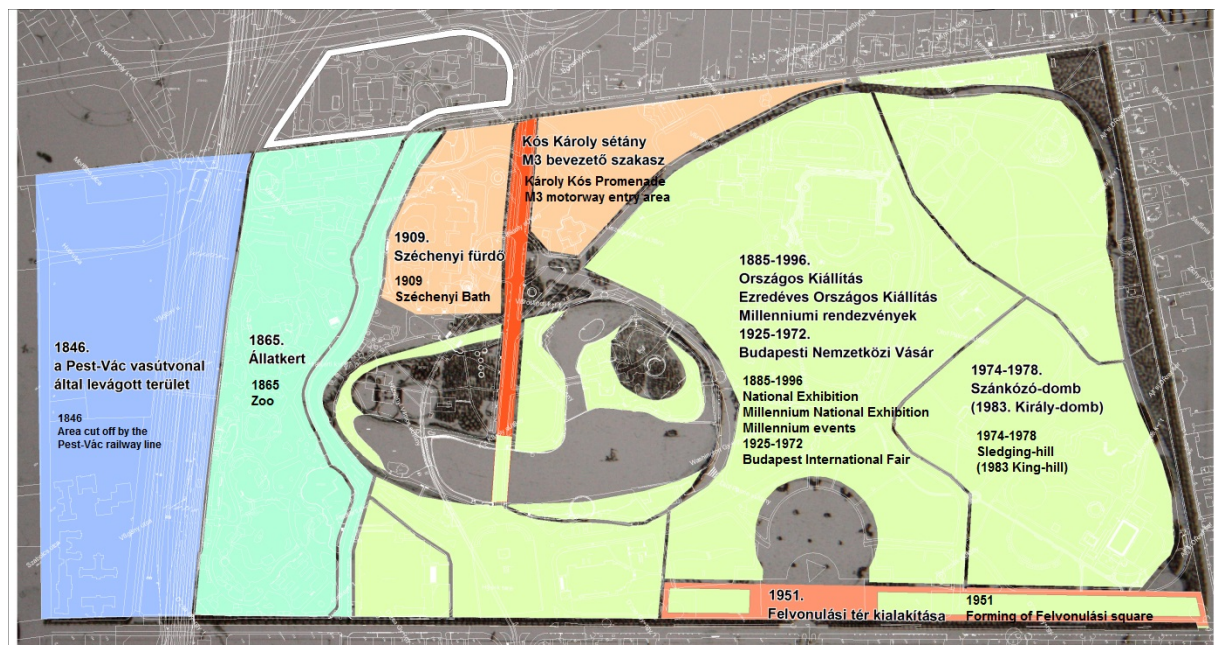 Kós Károly sétány
M3 bevezető szakasz
Károly Kós Promenade
M3 motorway entry area
1909.
Széchenyi fürdő
1909
Széchenyi Bath
1885-1996.
Országos Kiállítás
Ezredéves Országos Kiállítás
Millenniumi rendezvények
1925-1972.
Budapesti Nemzetközi Vásár
1885-1996
National Exhibition
Millennium National Exhibition
Millennium events
1925-1972
Budapest International Fair
1865.
Állatkert
1865
Zoo
1846.
a Pest-Vác vasútvonal
által levágott terület
1846
Area cut off by the
Pest-Vác railway line
1974-1978.
Szánkózó-domb
(1983. Király-domb)
1974-1978
Sledging-hill
(1983 King-hill)
1951.
Felvonulási tér kialakítása
1951
Forming of Felvonulási square